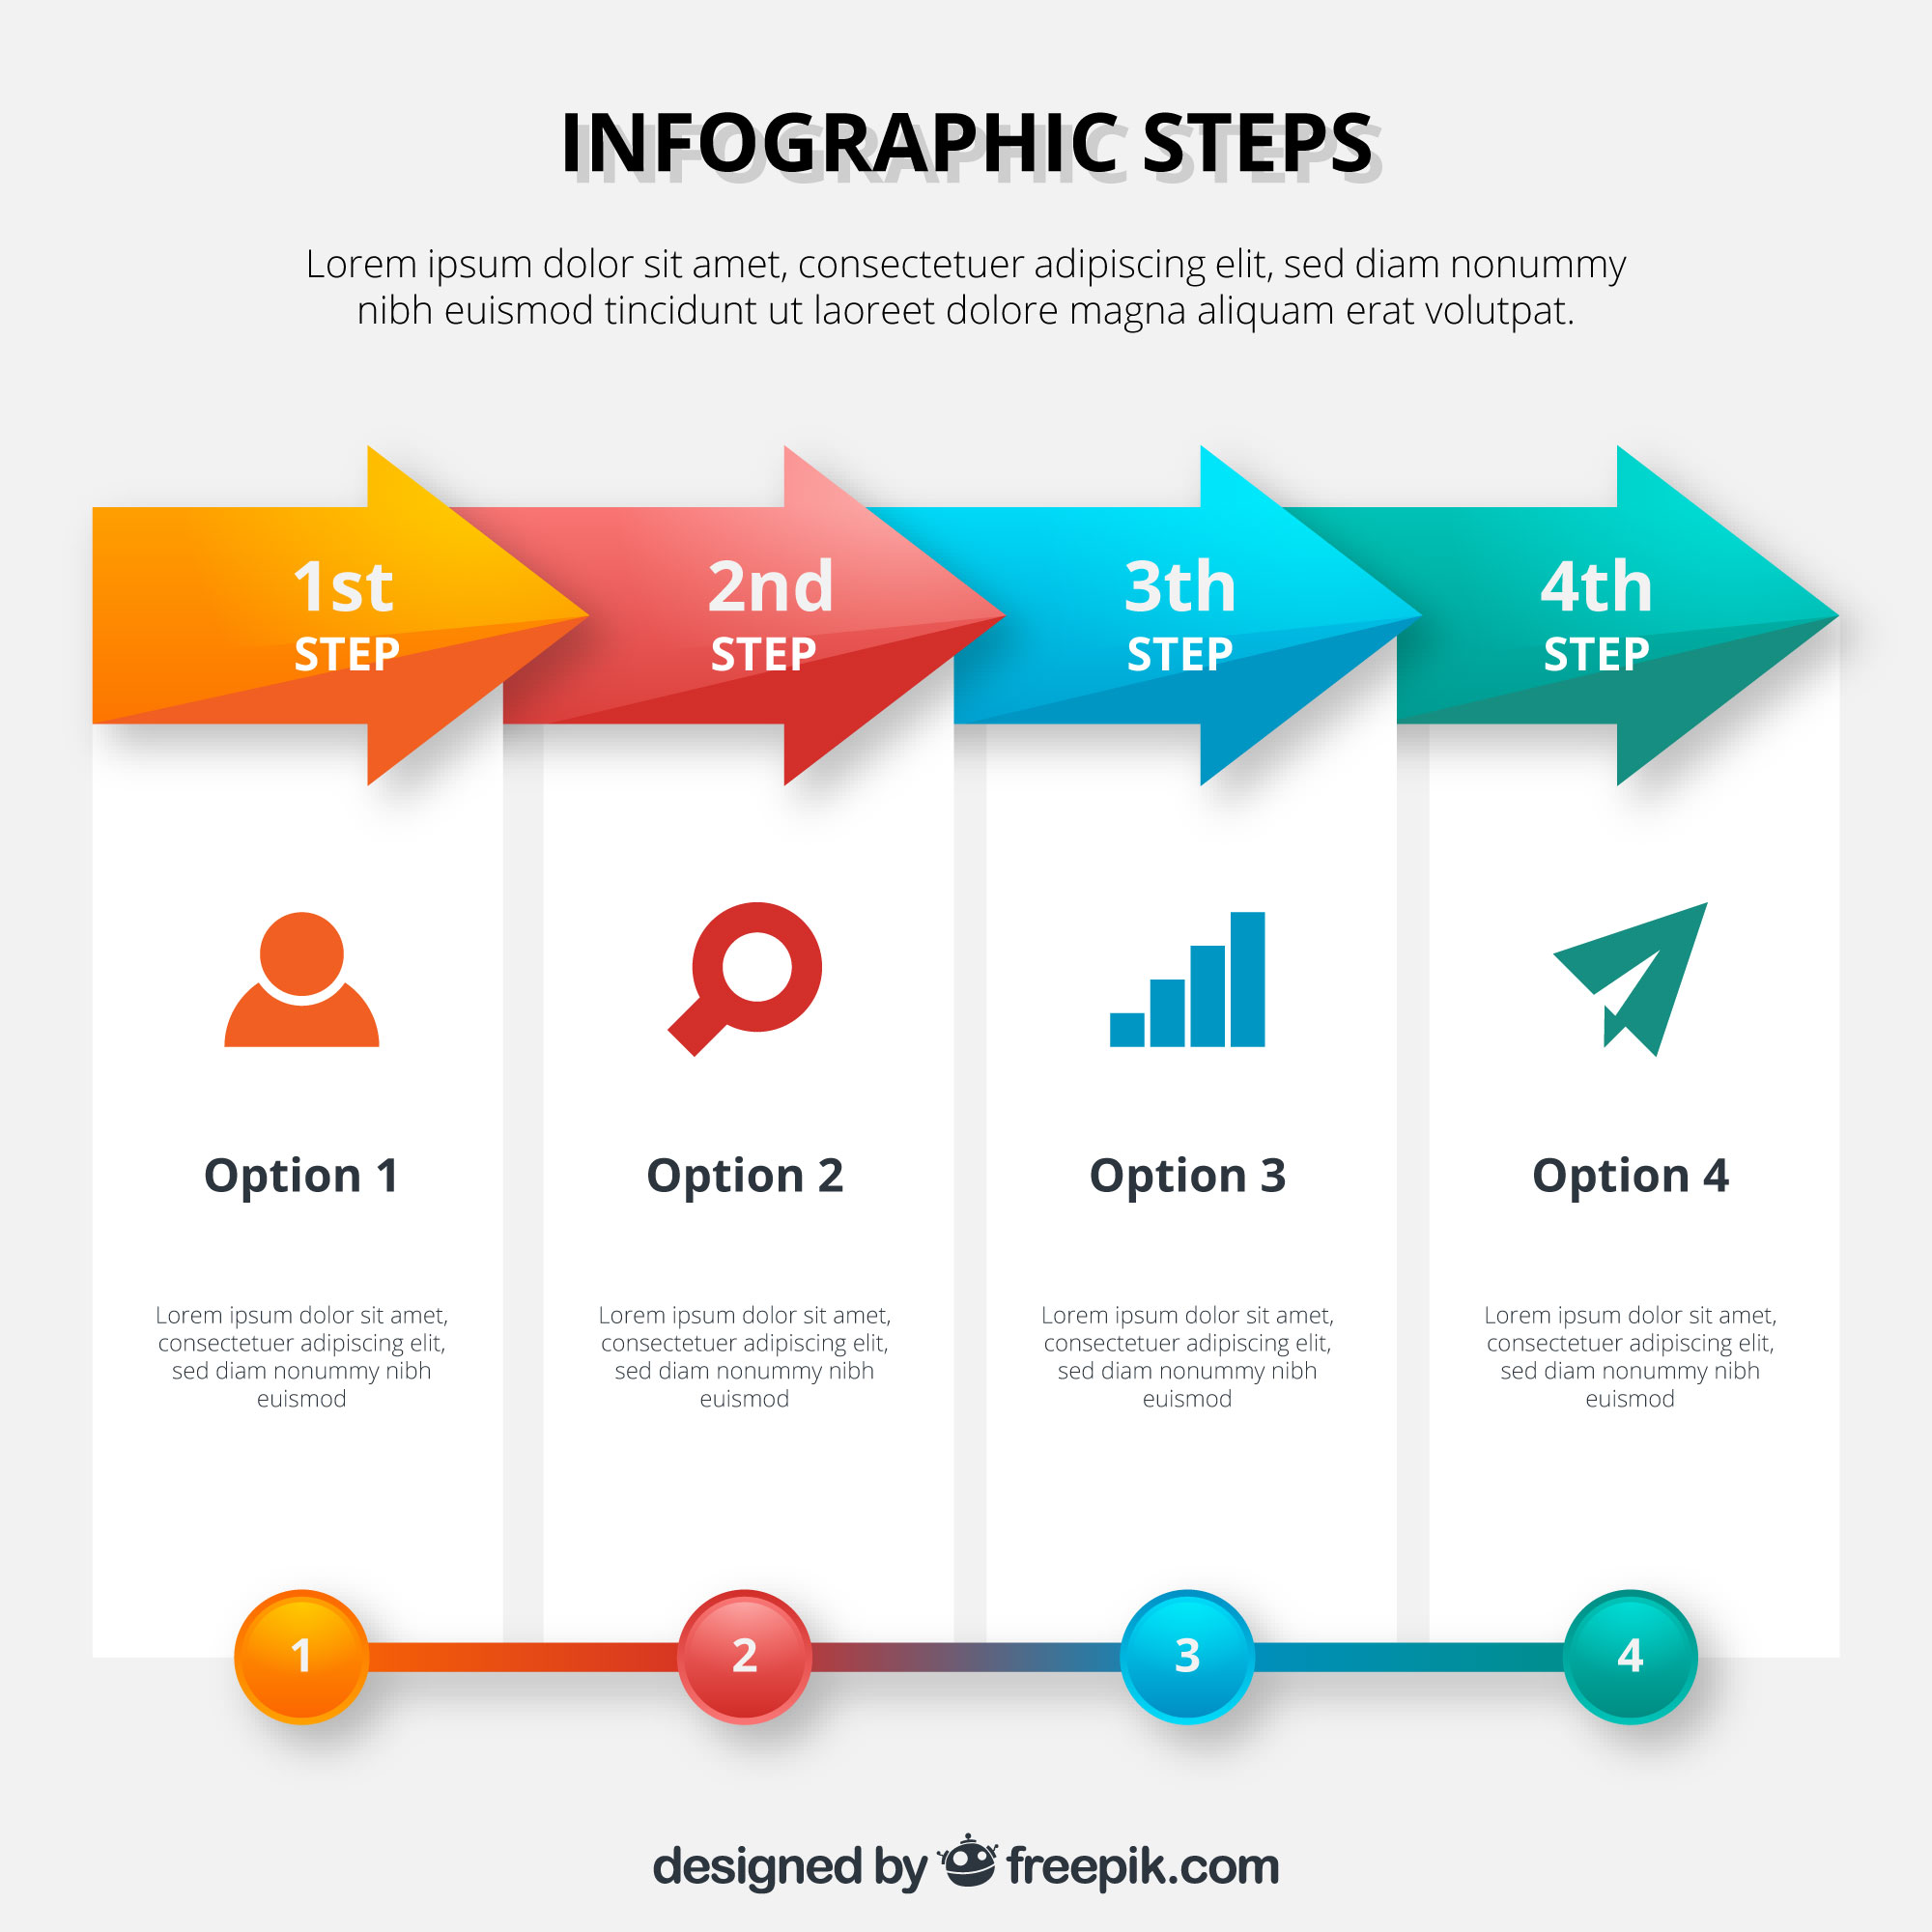 INFOGRAPHIC STEPS
Lorem ipsum dolor sit amet, consectetuer adipiscing elit, sed diam nonummy
nibh euismod tincidunt ut laoreet dolore magna aliquam erat volutpat.
1st
STEP
2nd
STEP
3th
STEP
4th
STEP
Option 1
Lorem ipsum dolor sit amet,
consectetuer adipiscing elit,
sed diam nonummy nibh
euismod
Option 2
Lorem ipsum dolor sit amet,
consectetuer adipiscing elit,
sed diam nonummy nibh
euismod
Option 3
Lorem ipsum dolor sit amet,
consectetuer adipiscing elit,
sed diam nonummy nibh
euismod
Option 4
Lorem ipsum dolor sit amet,
consectetuer adipiscing elit,
sed diam nonummy nibh
euismod
1
2
3
4
designed by freepik.com